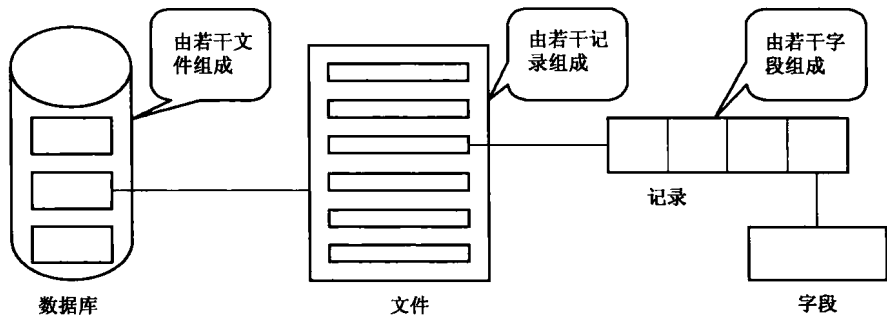 由若干文
件组成
由若干记
录组成
由若干字
段组成
记录
数据库
文件
字段